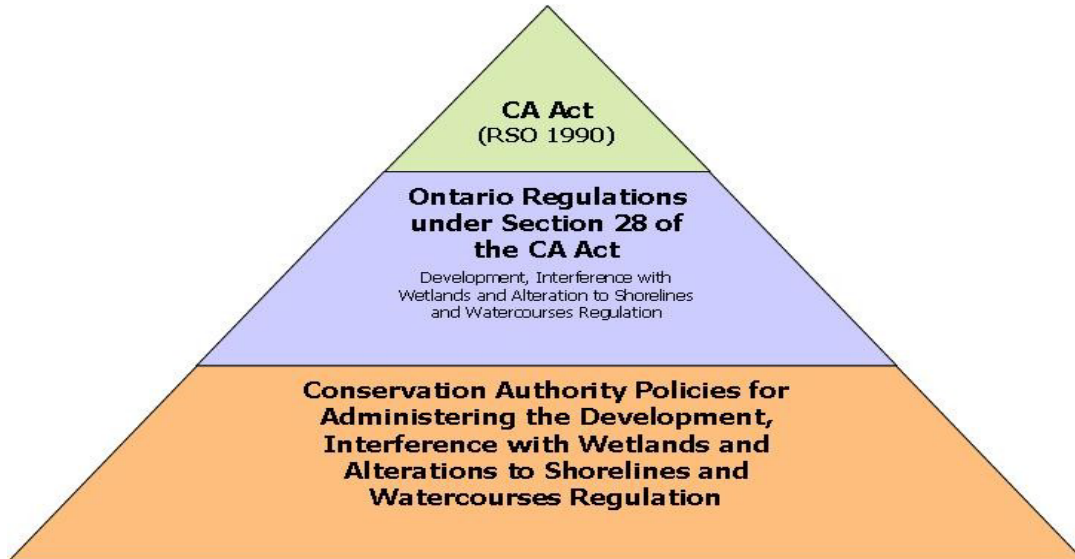 CA Act
(RSO 1990)
Ontario Regulations
under Section 28 of
the CA Act
Development, Interference with
Wetlands and Alteration to Shorelines
and Watercourses Regulation
Conservation Authority Policies for
Administering the Development,
Interference with Wetlands and
Alterations to Shorelines and
Watercourses Regulation